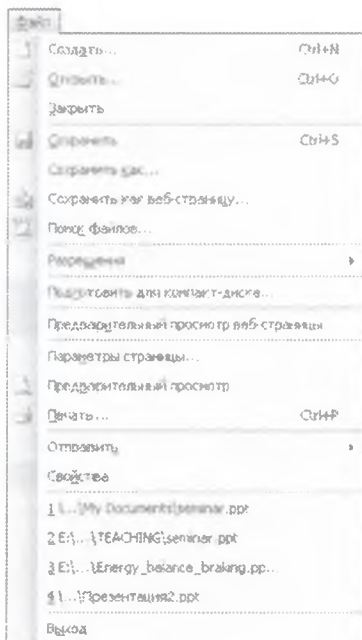 Файл
Создать... Ctrl+N
Открыть... Ctrl+O
Закрыть
Сохранить Ctrl+S
Сохранить как...
Сохранить как веб-страницу...
Поиск файлов...
Разрешения
Подготовить для компакт-диска...
Предварительный просмотр веб-страницы
Параметры страницы...
Предварительный просмотр
Печать... Ctrl+P
Отправить
Свойства
1 \...\My Documents\seminar.ppt
2 E:\...\TEACHING\seminar.ppt
3 E:\...\Energy_balance_braking.pp...
4 \...\Презентация2.ppt
Выход